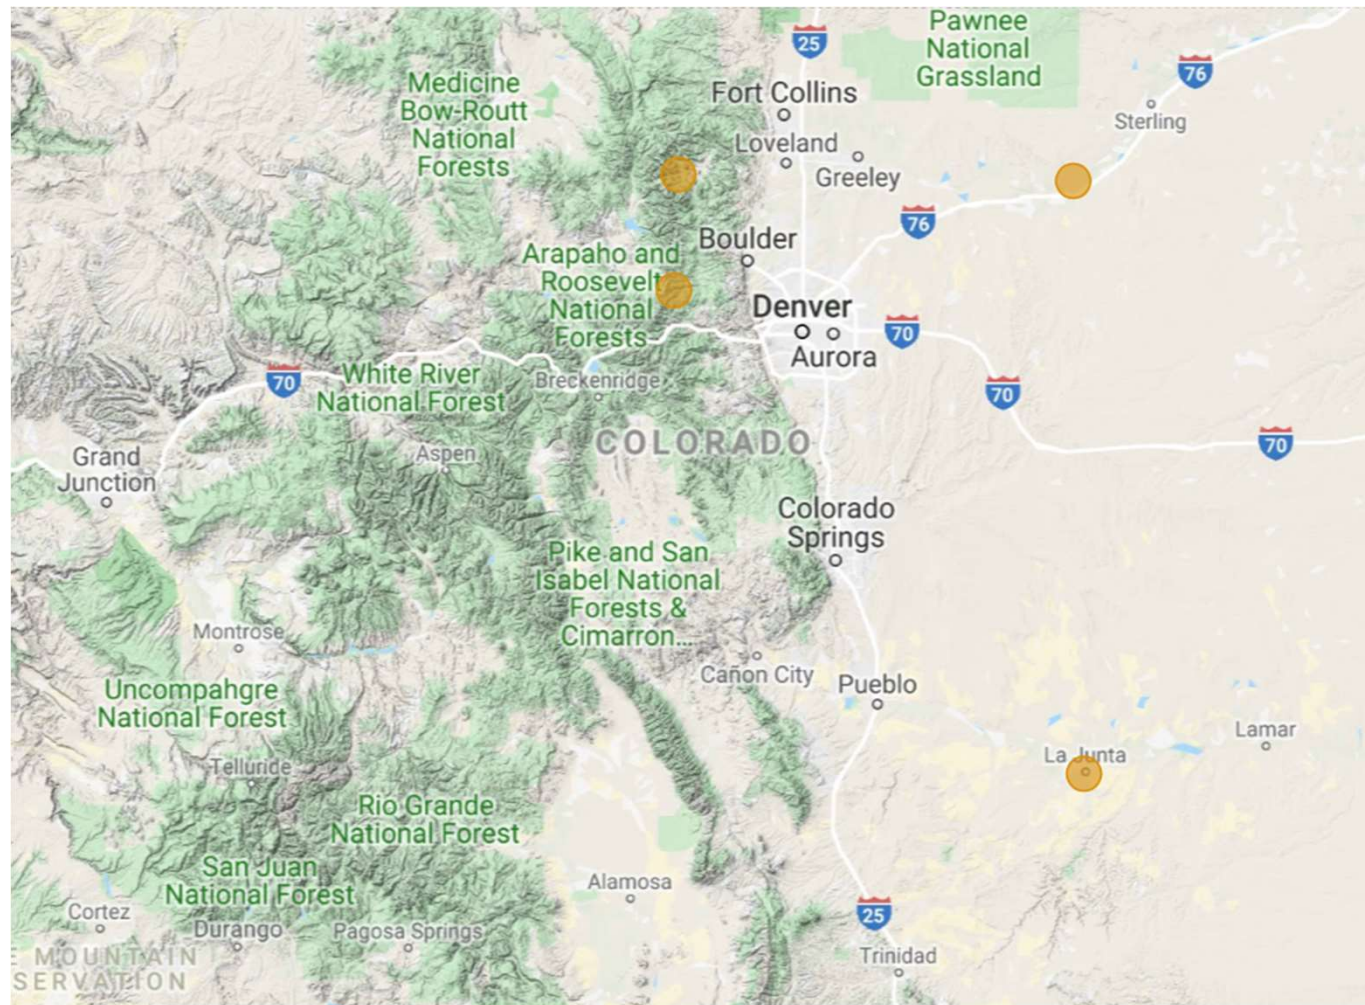 Pawnee
National
Grassland
25
76
Medicine
Bow-Routt
National
Forests
Fort Collins
Sterling
Loveland
Greeley
76
Boulder
Arapaho and
Roosevelt
National
Forests
Denver
70
Aurora
70
White River
National Forest
Breckenridge
70
COLORADO
70
Grand
Junction
Aspen
Colorado
Springs
Pike and San
Isabel National
Forests &
Cimarron...
Montrose
Cañon City
Pueblo
Uncompahgre
National Forest
Lamar
La Junta
Telluride
Rio Grande
National Forest
San Juan
National Forest
Alamosa
Cortez
Durango
Pagosa Springs
25
E MOUNTAIN
SERVATION
Trinidad